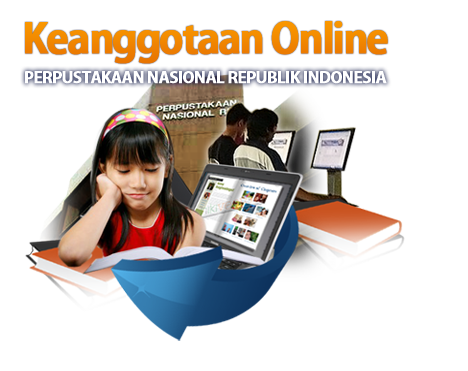 Keanggotaan Online
PERPUSTAKAAN NASIONAL REPUBLIK INDONESIA
PERPUSTAKAAN
NASIONAL R